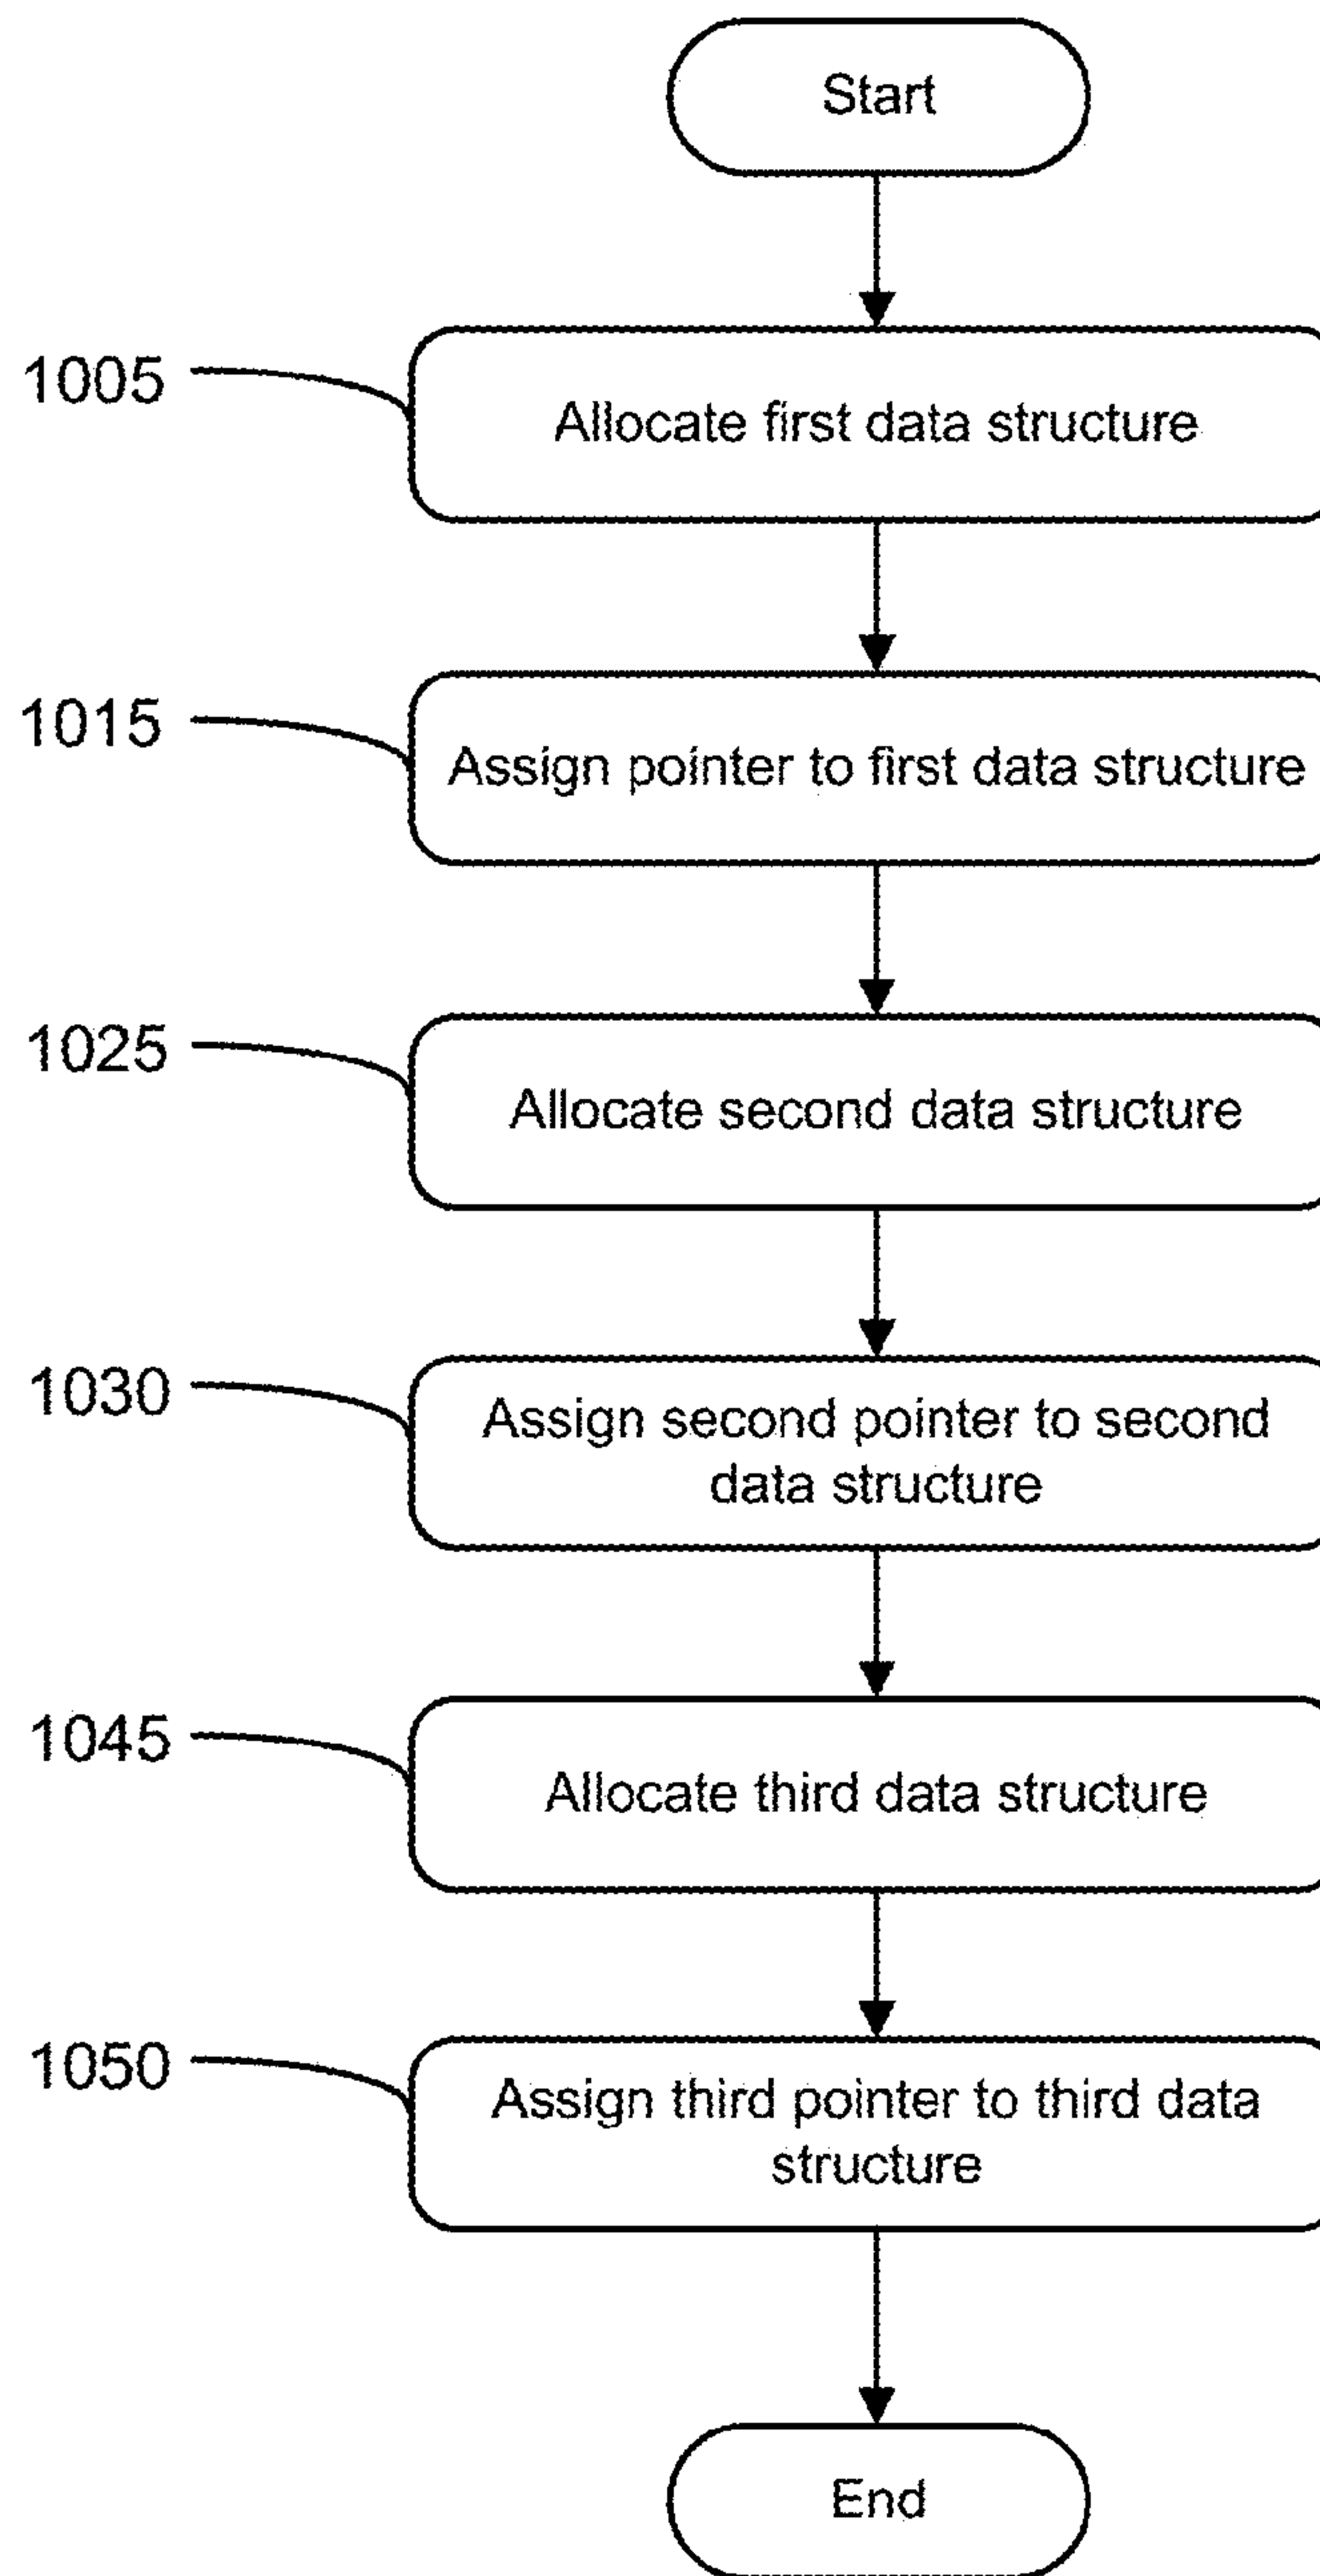 Start
1005
Allocate first data structure
1015
Assign pointer to first data structure
1025
Allocate second data structure
1030
Assign second pointer to second
data structure
1045
Allocate third data structure
1050
Assign third pointer to third data
structure
End